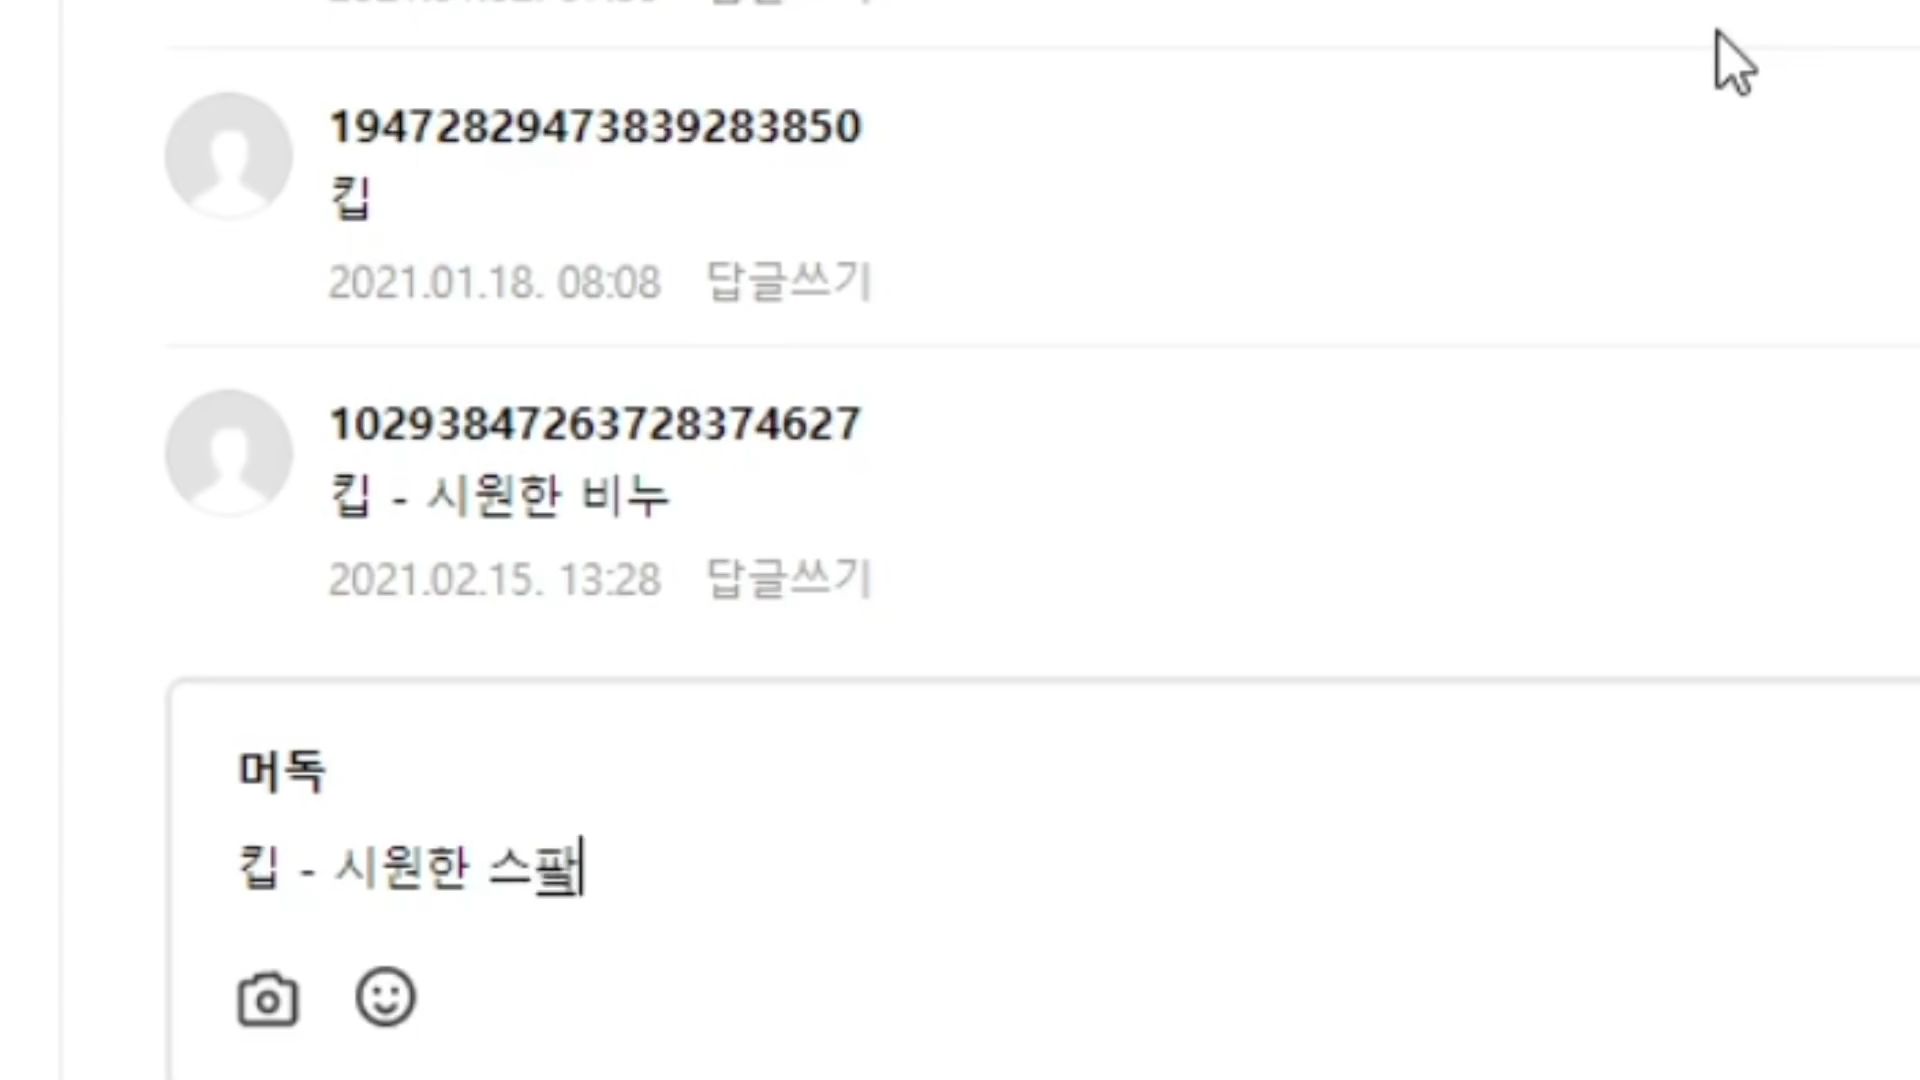 19472829473839283850
킵
2021.01.18. 08:08 답글쓰기
10293847263728374627
킵 - 시원한 비누
2021.02.15. 13:28 답글쓰기
머독
킵 - 시원한 스팔